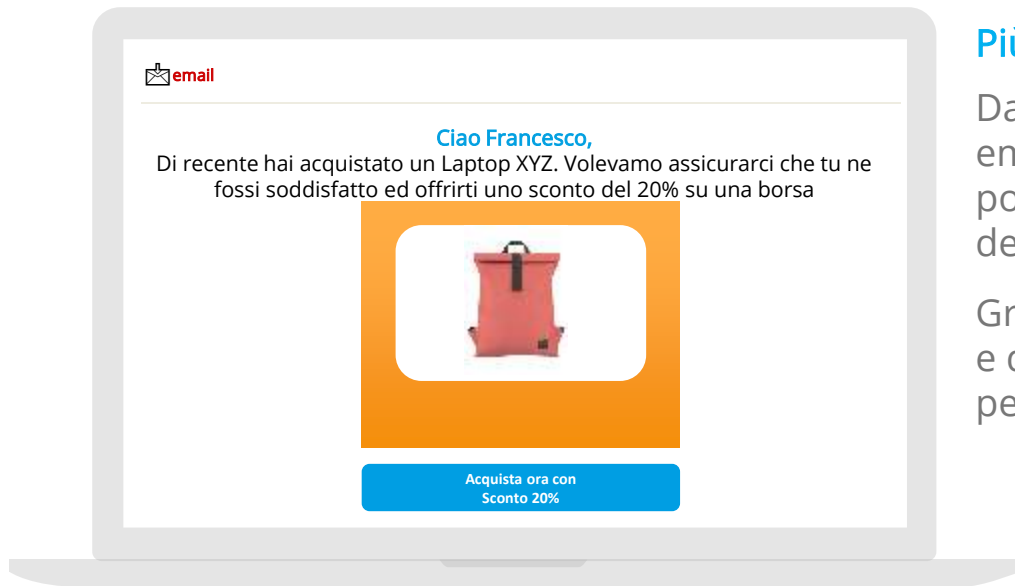 email
Ciao Francesco,
Di recente hai acquistato un Laptop XYZ. Volevamo assicurarci che tu ne
fossi soddisfatto ed offrirti uno sconto del 20% su una borsa
Acquista ora con
Sconto 20%
Più
e